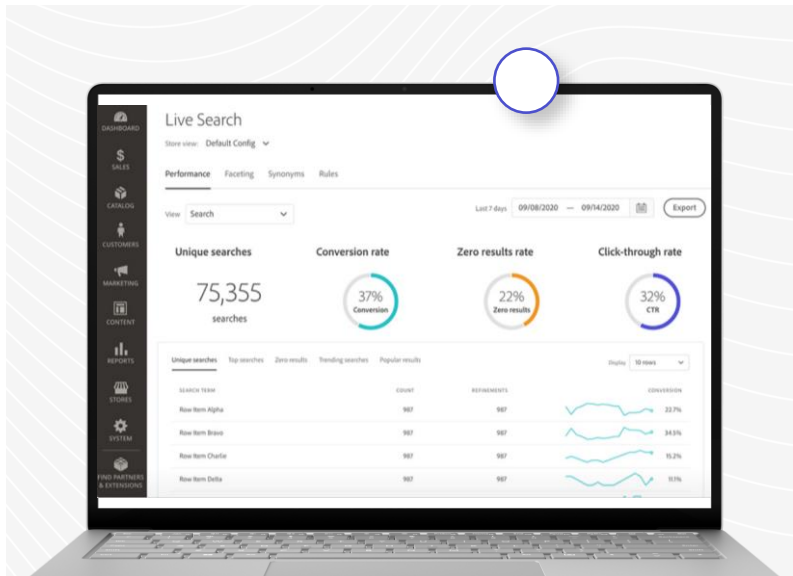 Live Search
Store view: Default Config
Performance Faceting Synonyms Rules
View Search Last 7 days 09/08/2020 — 09/14/2020 Export
Unique searches Conversion rate Zero results rate Click-through rate
75,355
searches
37%
Conversion
22%
Zero results
32%
CTR
Unique searches Top searches Zero results Trending searches Popular results Display 10 rows
SEARCH TERM COUNT REFINEMENTS CONVERSION
Row Item Alpha 987 987 22.7%
Row Item Bravo 987 987 34.5%
Row Item Charlie 987 987 15.2%
Row Item Delta 987 987 11.1%
DASHBOARD
SALES
CATALOG
CUSTOMERS
MARKETING
CONTENT
REPORTS
STORES
SYSTEM
FIND PARTNERS
& EXTENSIONS